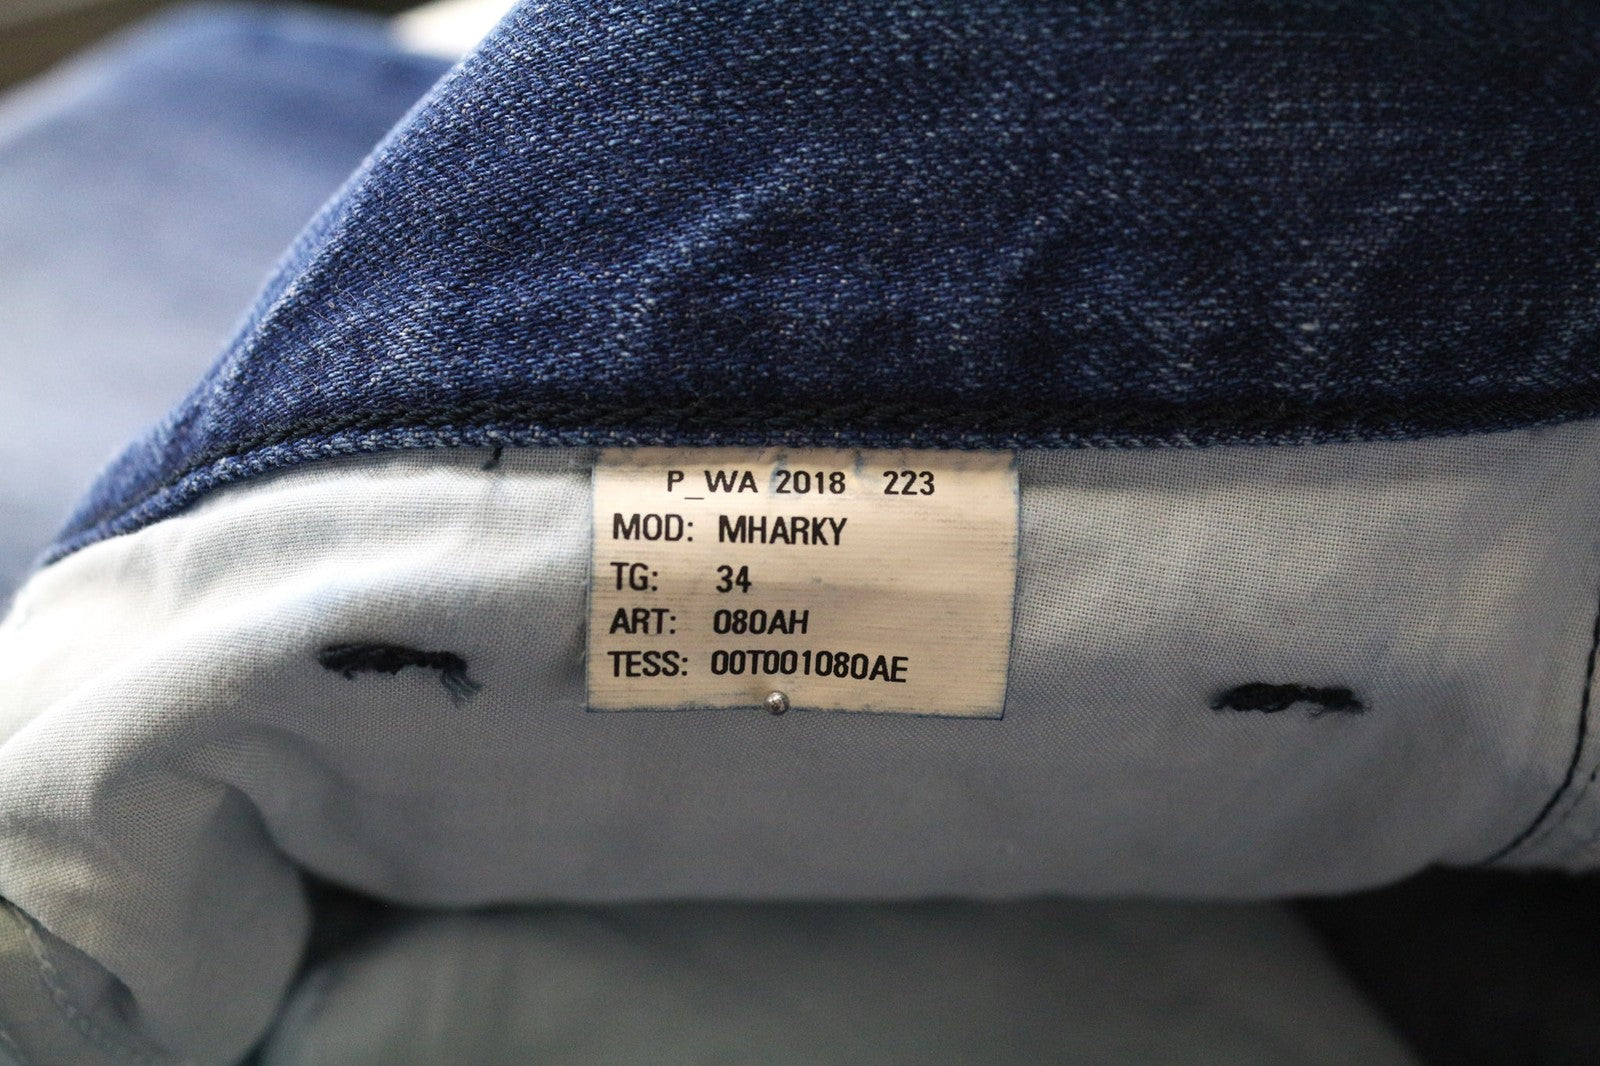 P_WA 2018 223
MOD: MHARKY
TG: 34
ART: 080AH
TESS: 00T001080AE